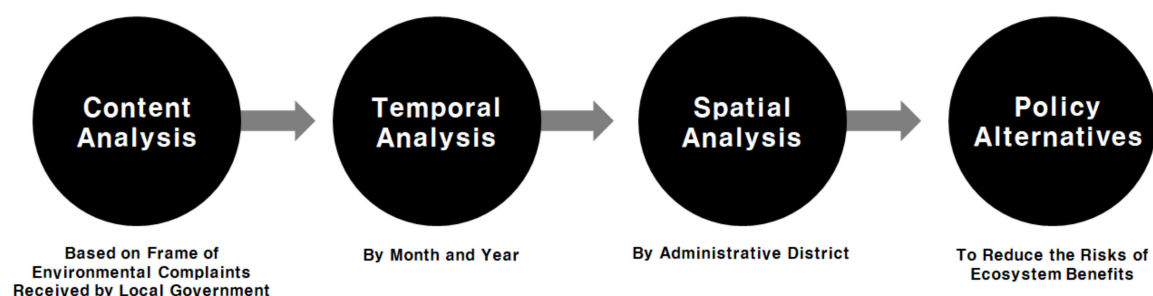 Content
Analysis
Temporal
Analysis
Spatial
Analysis
Policy
Alternatives
Based on Frame of
Environmental Complaints
Received by Local Government
By Month and Year
By Administrative District
To Reduce the Risks of
Ecosystem Benefits